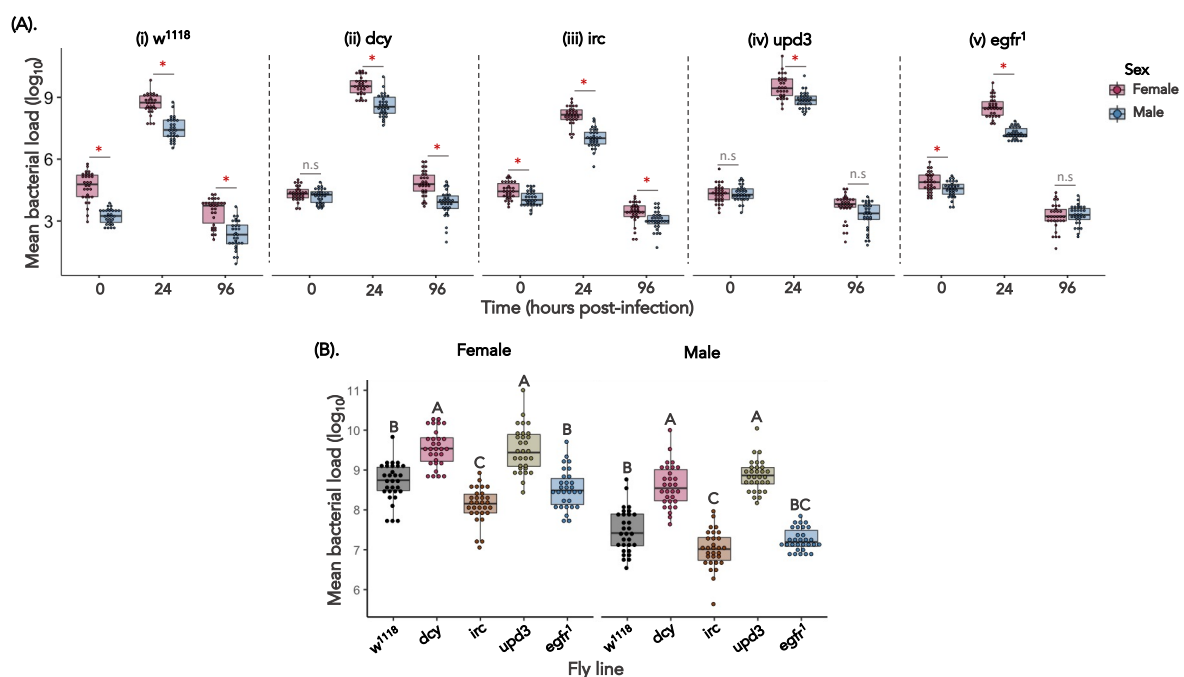 (A).
(i) w¹¹¹⁸
(ii) dcy
(iii) irc
(iv) upd3
(v) egfr¹
Mean bacterial load (log₁₀)
9
6
3
*
*
*
n.s
*
*
*
*
*
n.s
*
n.s
*
*
n.s
0
24
96
0
24
96
0
24
96
0
24
96
0
24
96
Time (hours post-infection)
Sex
Female
Male
(B).
Female
Male
Mean bacterial load (log₁₀)
11
10
9
8
7
6
B
A
C
A
B
B
A
C
A
BC
w¹¹¹⁸
dcy
irc
upd3
egfr¹
w¹¹¹⁸
dcy
irc
upd3
egfr¹
Fly line